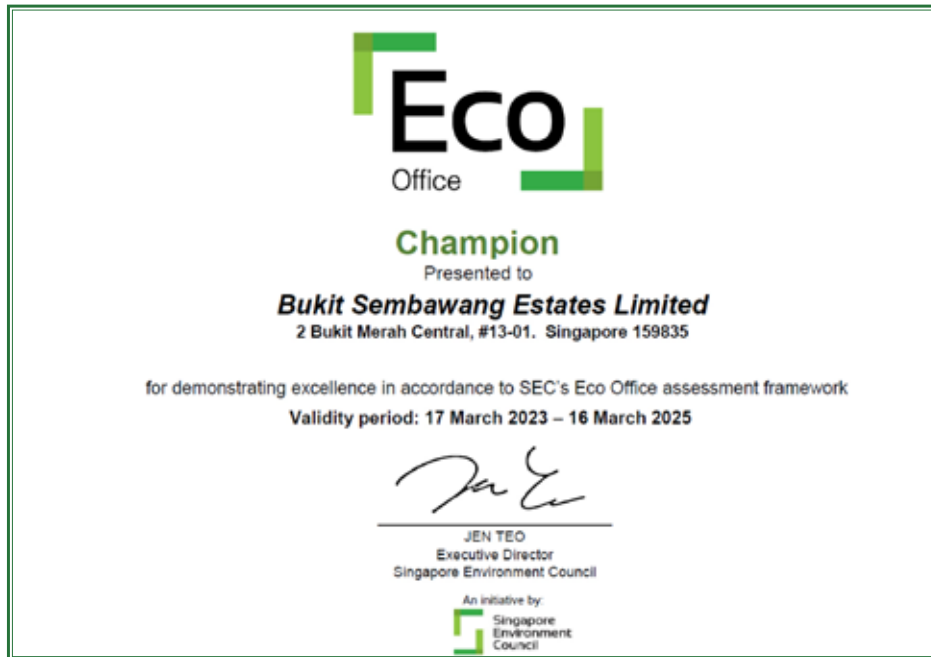 Eco
Office
Champion
Presented to
Bukit Sembawang Estates Limited
2 Bukit Merah Central, #13-01. Singapore 159835
for demonstrating excellence in accordance to SEC's Eco Office assessment framework
Validity period: 17 March 2023 – 16 March 2025
JEN TEO
Executive Director
Singapore Environment Council
An initiative by:
Singapore
Environment
Council